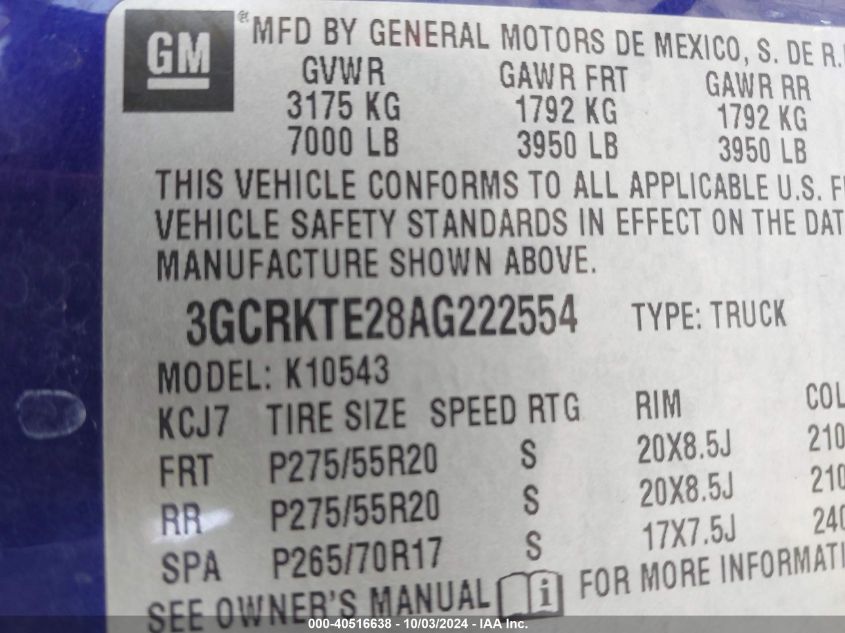 GM ® MFD BY GENERAL MOTORS DE MEXICO, S. DE R.
GVWR GAWR FRT GAWR RR
3175 KG 1792 KG 1792 KG
7000 LB 3950 LB 3950 LB
THIS VEHICLE CONFORMS TO ALL APPLICABLE U.S. F
VEHICLE SAFETY STANDARDS IN EFFECT ON THE DAT
MANUFACTURE SHOWN ABOVE.
3GCRKTE28AG222554 TYPE: TRUCK
MODEL: K10543
KCJ7 TIRE SIZE SPEED RTG RIM COL
FRT P275/55R20 S 20X8.5J 210
RR P275/55R20 S 20X8.5J 210
SPA P265/70R17 S 17X7.5J 240
SEE OWNER'S MANUAL i FOR MORE INFORMATI
000-40516638 - 10/03/2024 - IAA Inc.